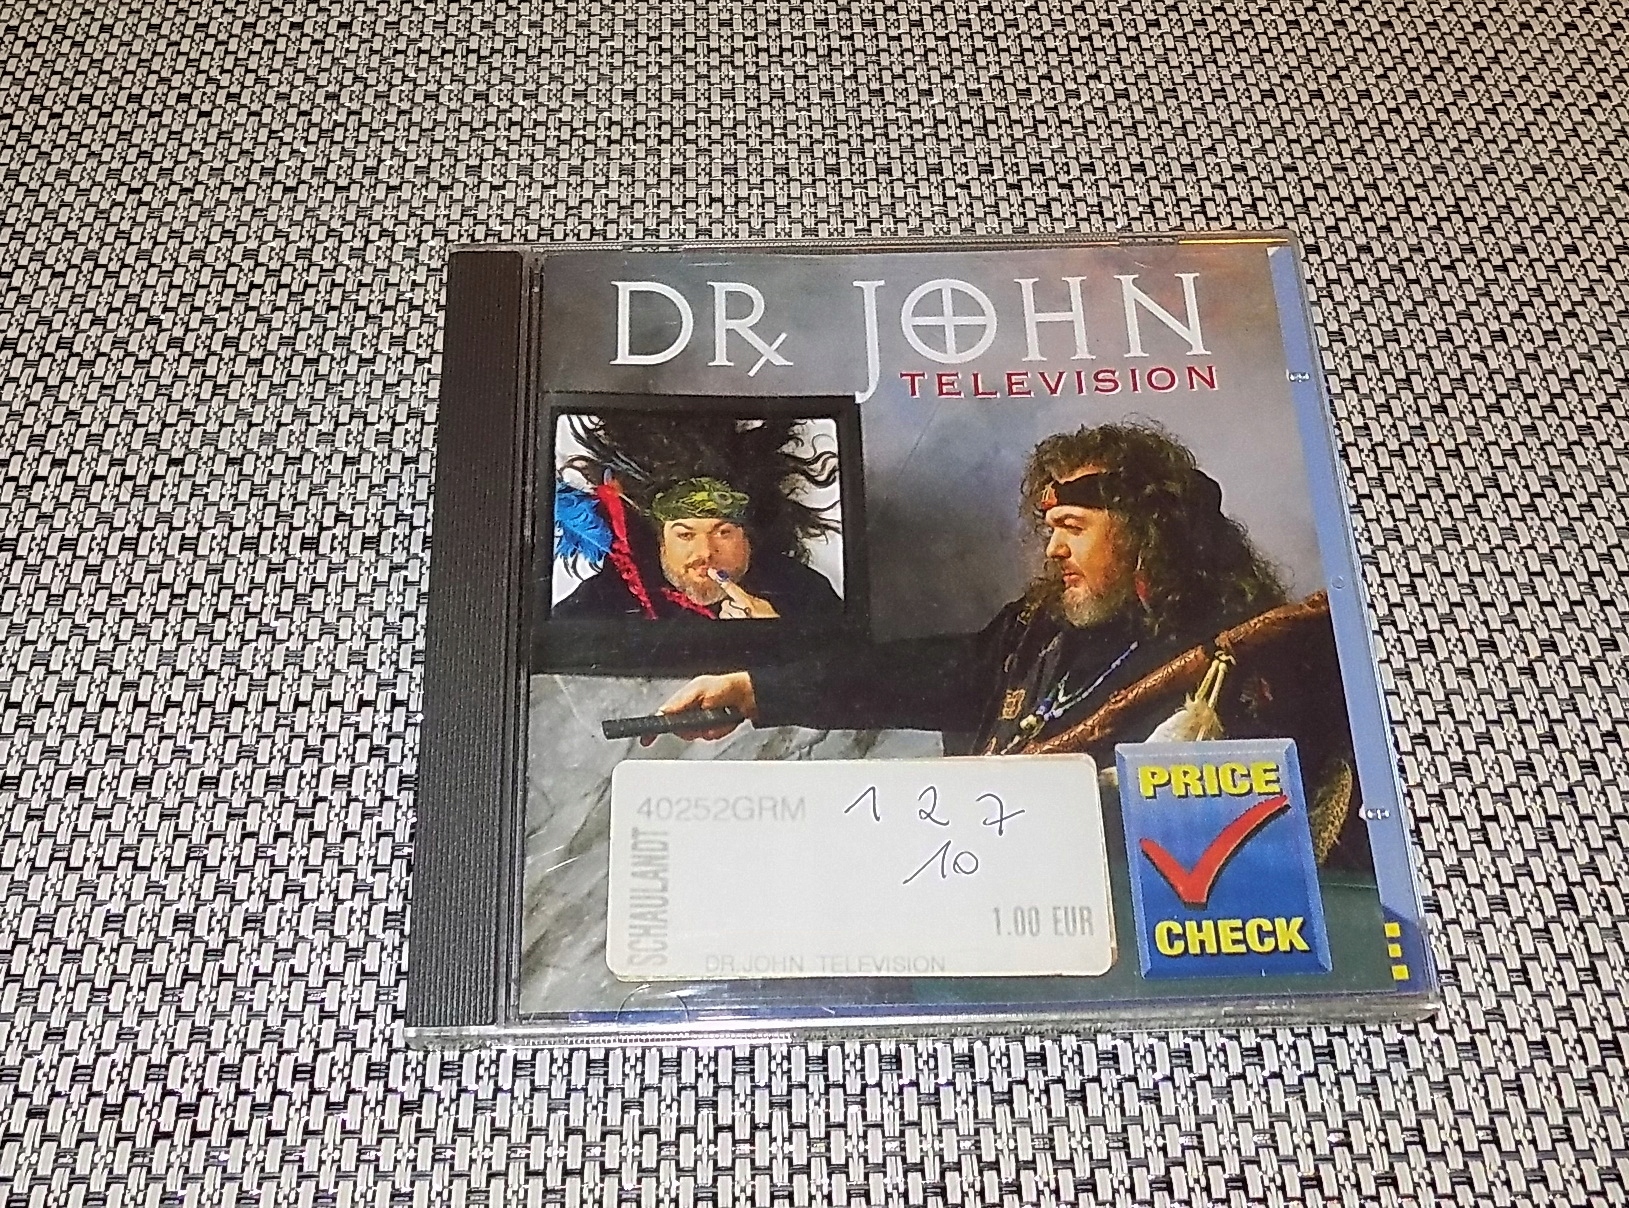 DR JOHN
TELEVISION
40252GRM
1 2 7
10
SCHAULANDT
1.00 EUR
DR.JOHN TELEVISION
PRICE
CHECK